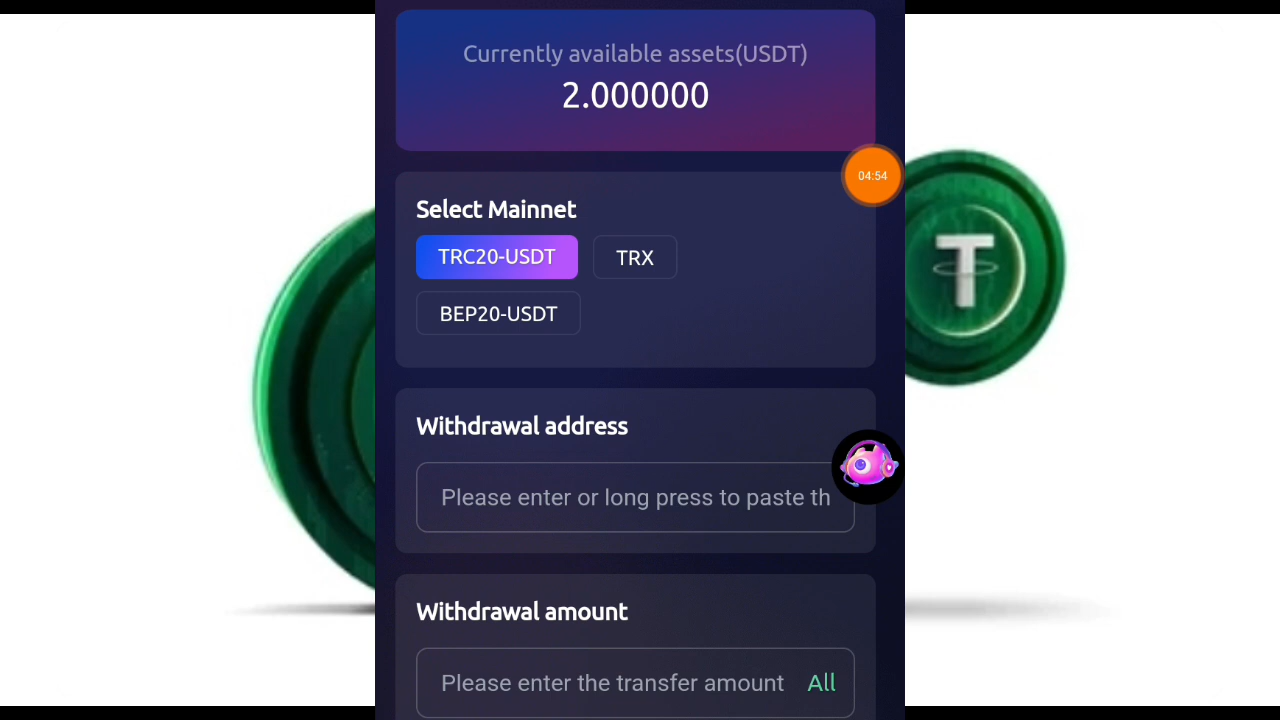 Currently available assets(USDT)
2.000000
04:54
Select Mainnet
TRC20-USDT
TRX
BEP20-USDT
Withdrawal address
Please enter or long press to paste th
Withdrawal amount
Please enter the transfer amount
All
T